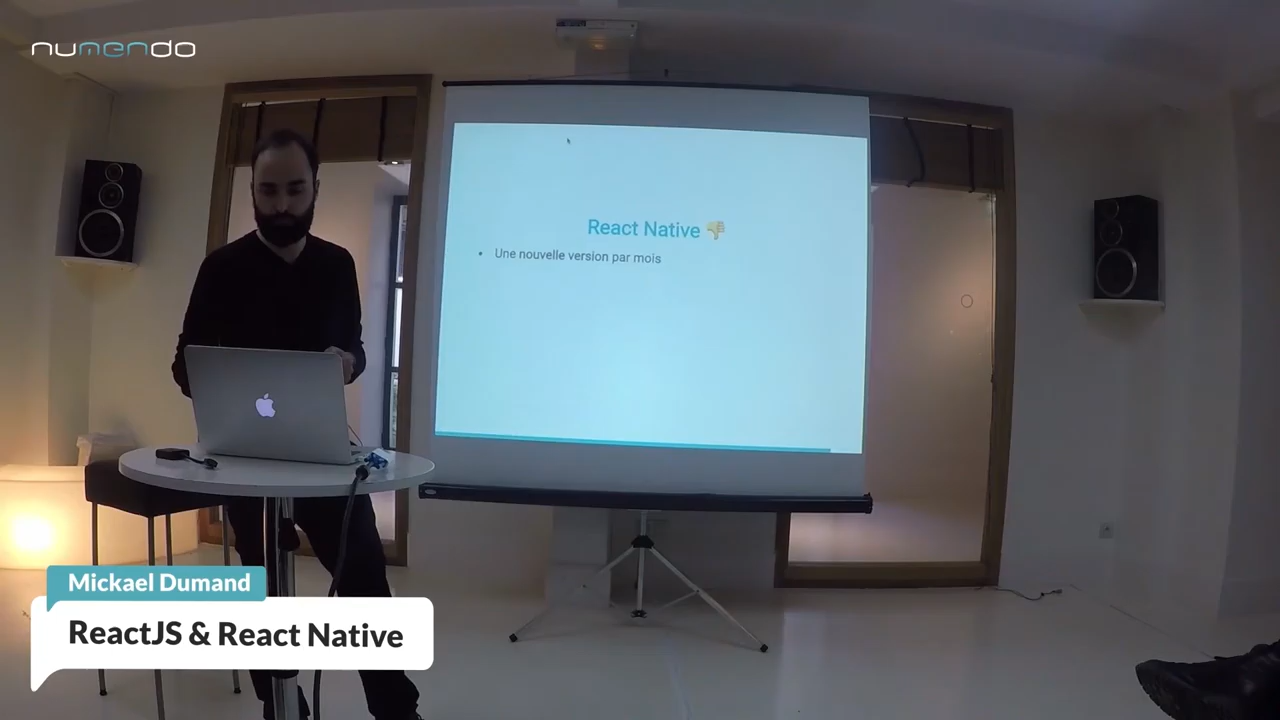 numendo
React Native 👎
• Une nouvelle version par mois
Mickael Dumand
ReactJS & React Native